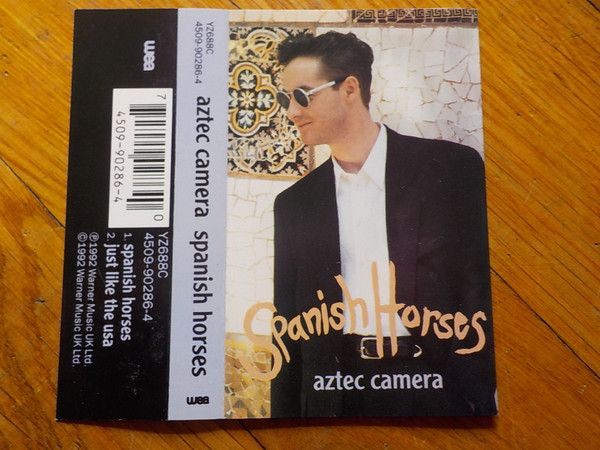 wea
7
4509-90286-4
0
YZ688C
4509-90286-4
1. spanish horses
2. just like the usa
℗ 1992 Warner Music UK Ltd.
© 1992 Warner Music UK Ltd.
YZ688C
4509-90286-4
aztec camera spanish horses
wea
Spanish Horses
aztec camera